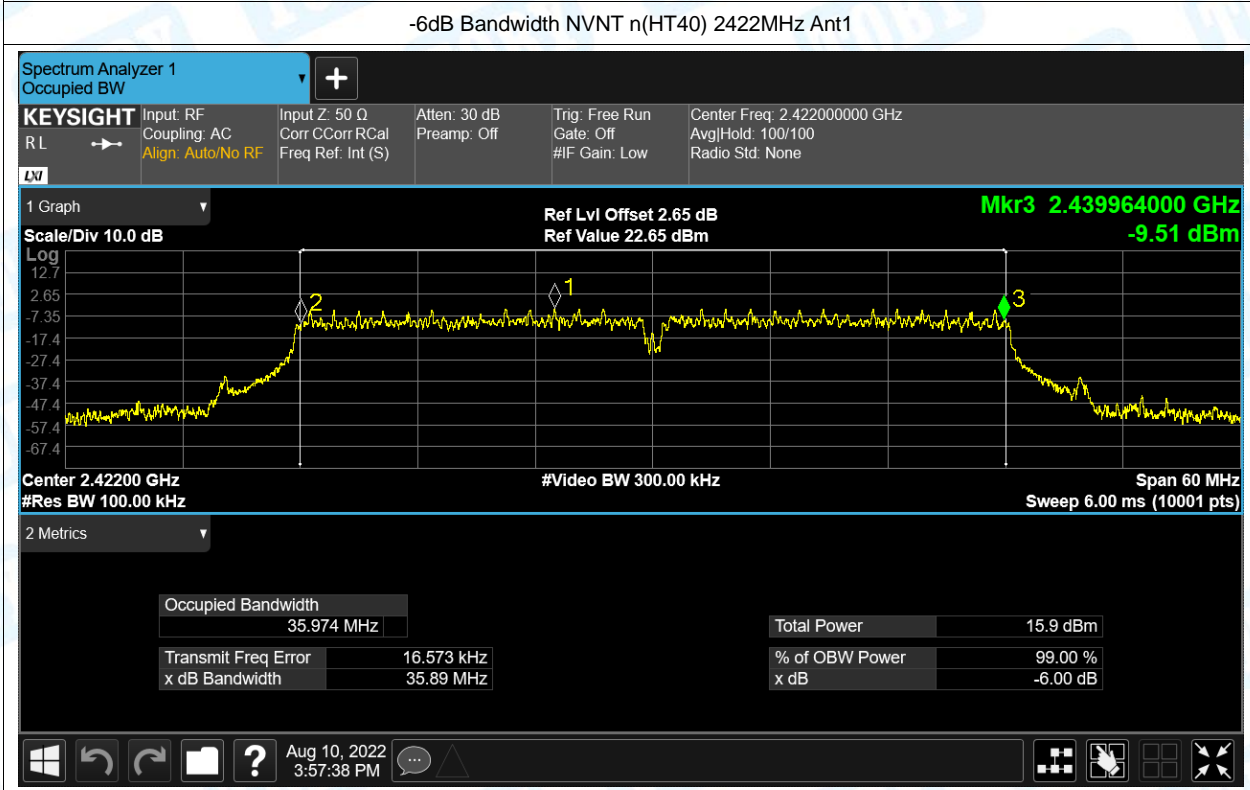 -6dB Bandwidth NVNT n(HT40) 2422MHz Ant1
Spectrum Analyzer 1
Occupied BW
KEYSIGHT
RL
LXI
Input: RF
Coupling: AC
Align: Auto/No RF
Input Z: 50 Ω
Corr CCorr RCal
Freq Ref: Int (S)
Atten: 30 dB
Preamp: Off
Trig: Free Run
Gate: Off
#IF Gain: Low
Center Freq: 2.422000000 GHz
Avg|Hold: 100/100
Radio Std: None
1 Graph
Scale/Div 10.0 dB
Ref Lvl Offset 2.65 dB
Ref Value 22.65 dBm
Mkr3 2.439964000 GHz
-9.51 dBm
Log
12.7
2.65
-7.35
-17.4
-27.4
-37.4
-47.4
-57.4
-67.4
2
1
3
Center 2.42200 GHz
#Video BW 300.00 kHz
Span 60 MHz
#Res BW 100.00 kHz
Sweep 6.00 ms (10001 pts)
2 Metrics
Occupied Bandwidth
35.974 MHz
Total Power 15.9 dBm
Transmit Freq Error 16.573 kHz
% of OBW Power 99.00 %
x dB Bandwidth 35.89 MHz
x dB -6.00 dB
Aug 10, 2022
3:57:38 PM